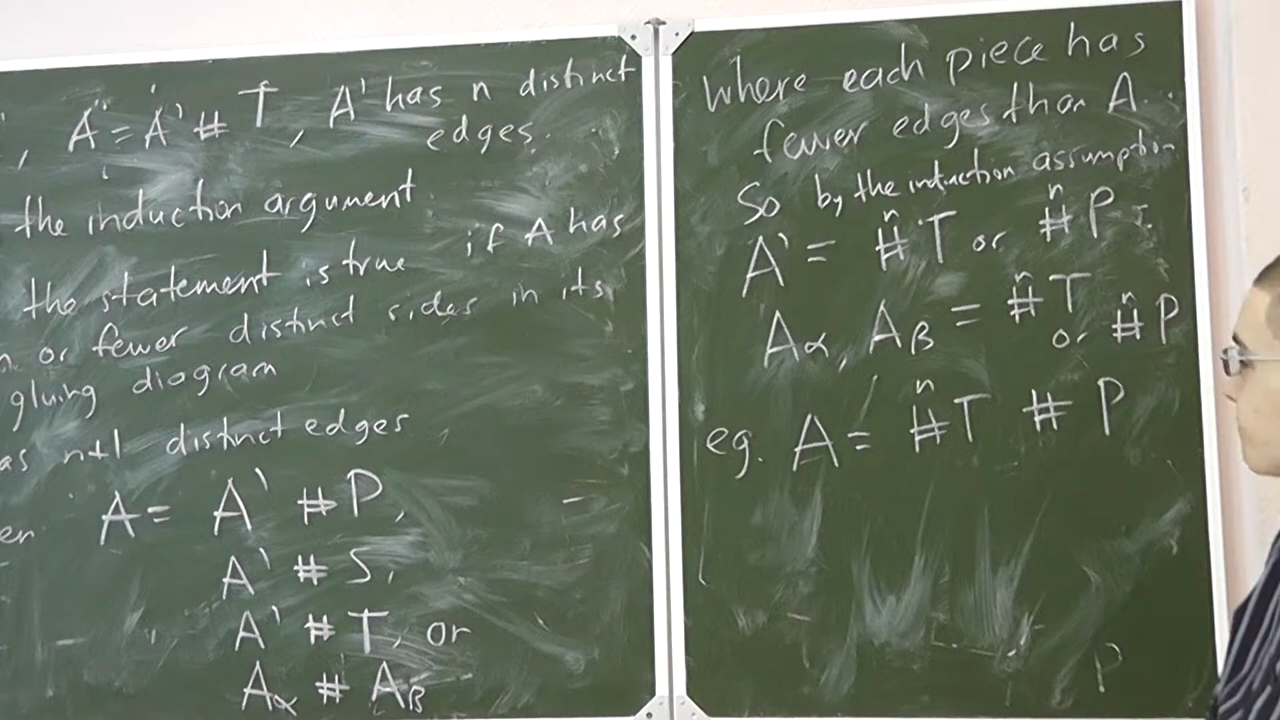 , A = A' # T, A' has n distinct
edges.
the induction argument
the statement is true if A has
n or fewer distinct sides in its
gluing diagram
as n+1 distinct edges
er A = A' # P,
A' # S,
A' # T, or
Aα # Aβ
Where each piece has
fewer edges than A.
So by the induction assumption
A' = n # T or n # P
Aα, Aβ = n # T
or n # P
eg. A = n # T # P
P